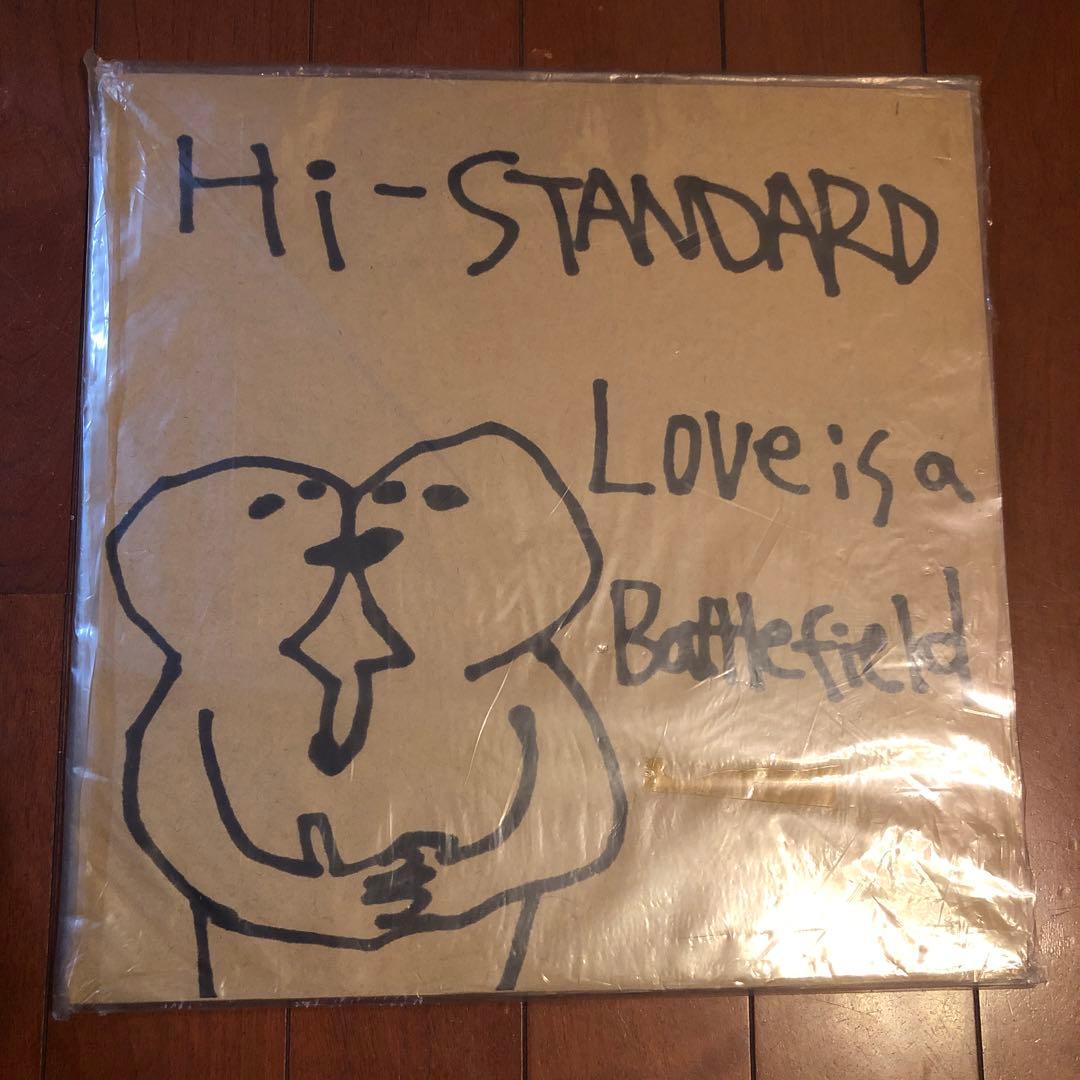 Hi-STANDARD
Love is a
Battlefield